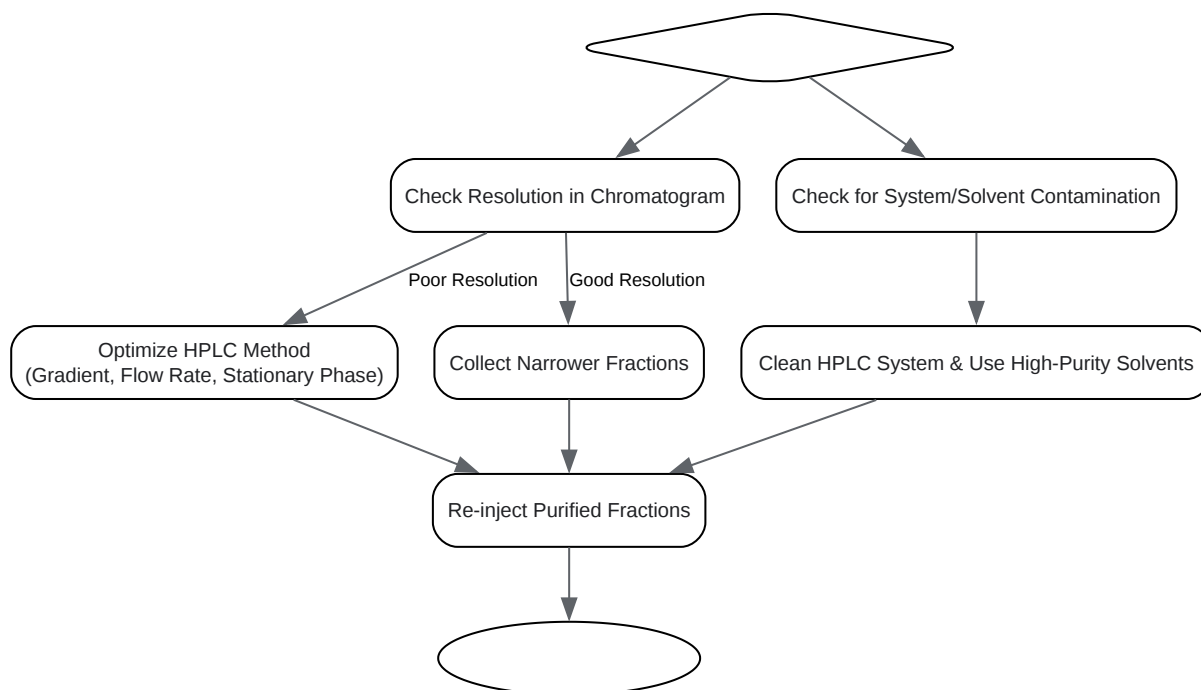 Check Resolution in Chromatogram
Check for System/Solvent Contamination
Poor Resolution
Good Resolution
Optimize HPLC Method
(Gradient, Flow Rate, Stationary Phase)
Collect Narrower Fractions
Clean HPLC System & Use High-Purity Solvents
Re-inject Purified Fractions